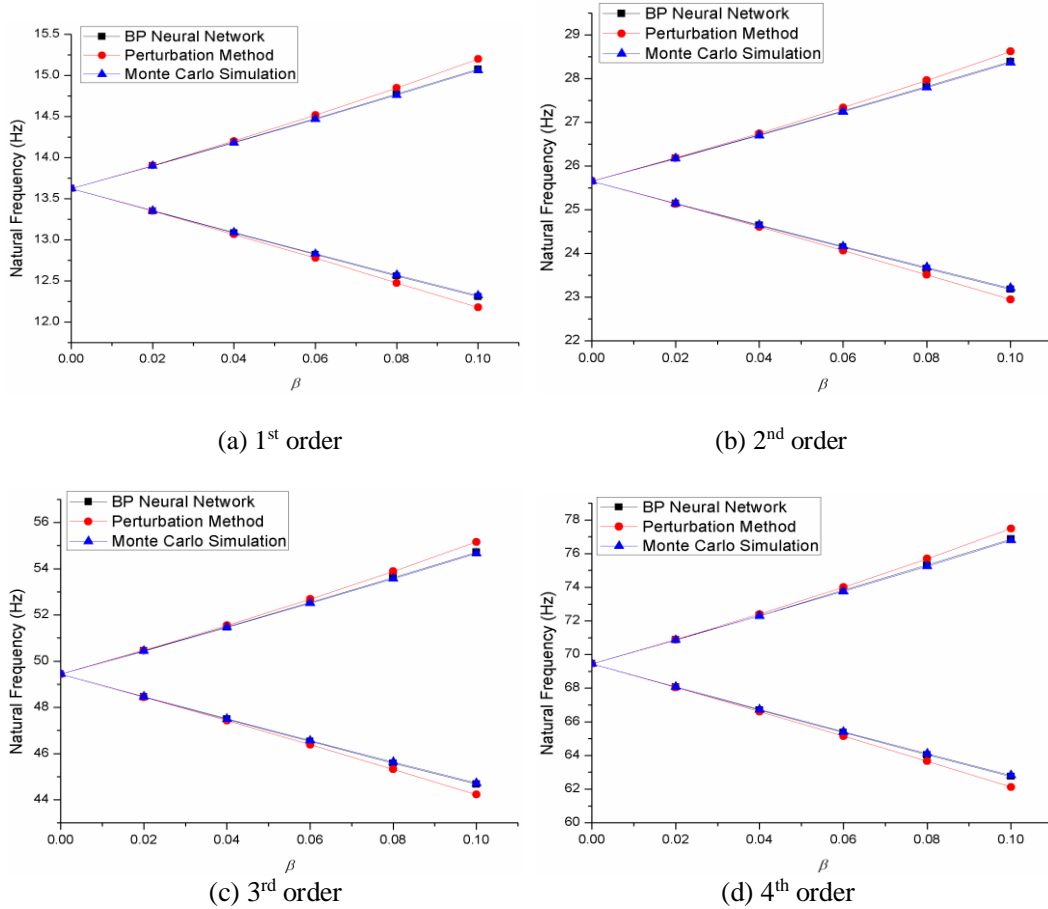 BP Neural Network
Perturbation Method
Monte Carlo Simulation
Natural Frequency (Hz)
15.5
15.0
14.5
14.0
13.5
13.0
12.5
12.0
0.00 0.02 0.04 0.06 0.08 0.10
β
(a) 1st order
BP Neural Network
Perturbation Method
Monte Carlo Simulation
Natural Frequency (Hz)
29
28
27
26
25
24
23
22
0.00 0.02 0.04 0.06 0.08 0.10
β
(b) 2nd order
BP Neural Network
Perturbation Method
Monte Carlo Simulation
Natural Frequency (Hz)
56
54
52
50
48
46
44
0.00 0.02 0.04 0.06 0.08 0.10
β
(c) 3rd order
BP Neural Network
Perturbation Method
Monte Carlo Simulation
Natural Frequency (Hz)
78
76
74
72
70
68
66
64
62
60
0.00 0.02 0.04 0.06 0.08 0.10
β
(d) 4th order